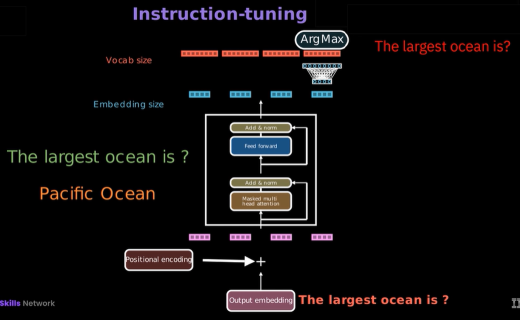 Instruction-tuning
ArgMax
The largest ocean is?
Vocab size
Embedding size
Add & norm
Feed forward
The largest ocean is ?
Pacific Ocean
Add & norm
Masked multi
head attention
Positional encoding
+
Output embedding
The largest ocean is ?
Skills Network